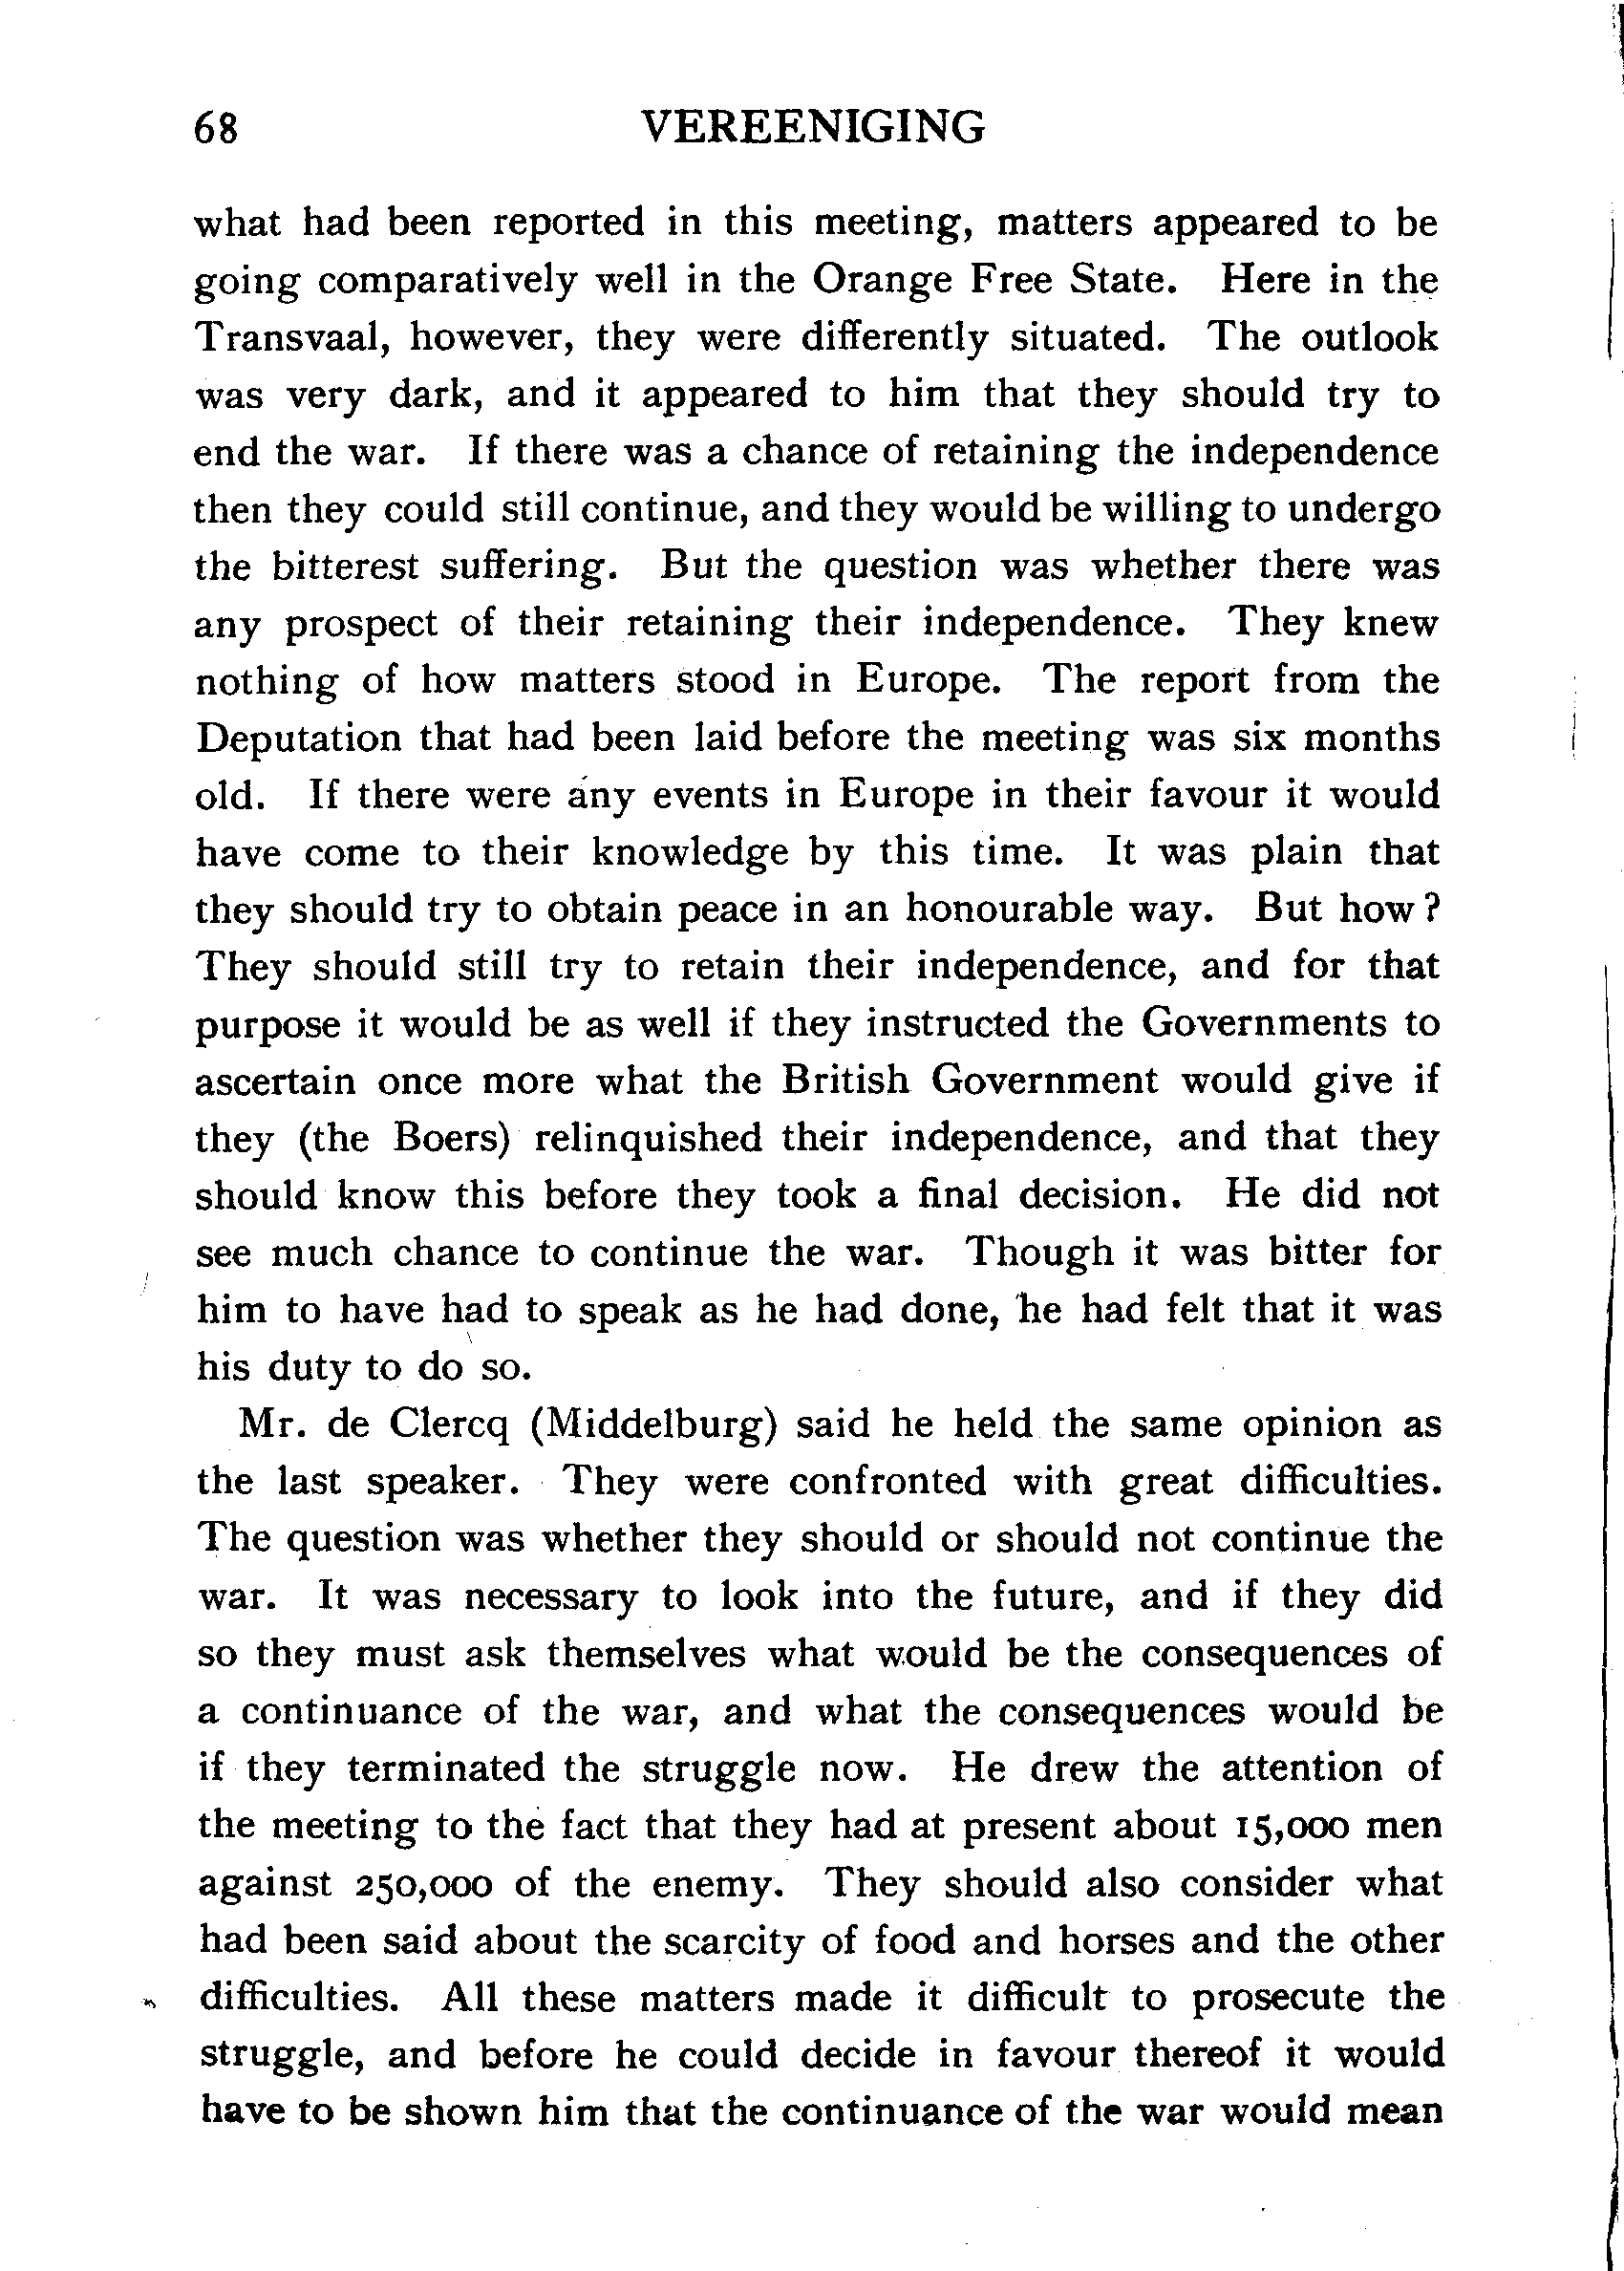 68 VEREENIGING
what had been reported in this meeting, matters appeared to be
going comparatively well in the Orange Free State. Here in the
Transvaal, however, they were differently situated. The outlook
was very dark, and it appeared to him that they should try to
end the war. If there was a chance of retaining the independence
then they could still continue, and they would be willing to undergo
the bitterest suffering. But the question was whether there was
any prospect of their retaining their independence. They knew
nothing of how matters stood in Europe. The report from the
Deputation that had been laid before the meeting was six months
old. If there were any events in Europe in their favour it would
have come to their knowledge by this time. It was plain that
they should try to obtain peace in an honourable way. But how?
They should still try to retain their independence, and for that
purpose it would be as well if they instructed the Governments to
ascertain once more what the British Government would give if
they (the Boers) relinquished their independence, and that they
should know this before they took a final decision. He did not
see much chance to continue the war. Though it was bitter for
him to have had to speak as he had done, he had felt that it was
his duty to do so.
Mr. de Clercq (Middelburg) said he held the same opinion as
the last speaker. They were confronted with great difficulties.
The question was whether they should or should not continue the
war. It was necessary to look into the future, and if they did
so they must ask themselves what would be the consequences of
a continuance of the war, and what the consequences would be
if they terminated the struggle now. He drew the attention of
the meeting to the fact that they had at present about 15,000 men
against 250,000 of the enemy. They should also consider what
had been said about the scarcity of food and horses and the other
difficulties. All these matters made it difficult to prosecute the
struggle, and before he could decide in favour thereof it would
have to be shown him that the continuance of the war would mean